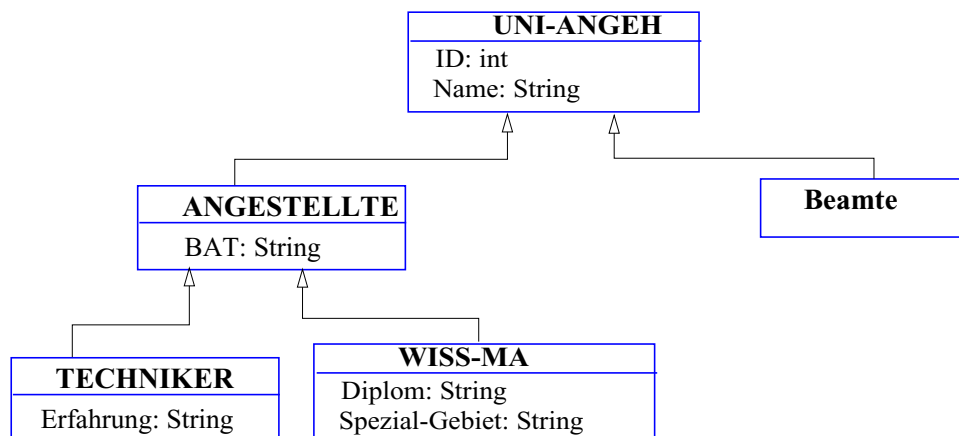 UNI-ANGEH
ID: int
Name: String
ANGESTELLTE
BAT: String
Beamte
TECHNIKER
Erfahrung: String
WISS-MA
Diplom: String
Spezial-Gebiet: String